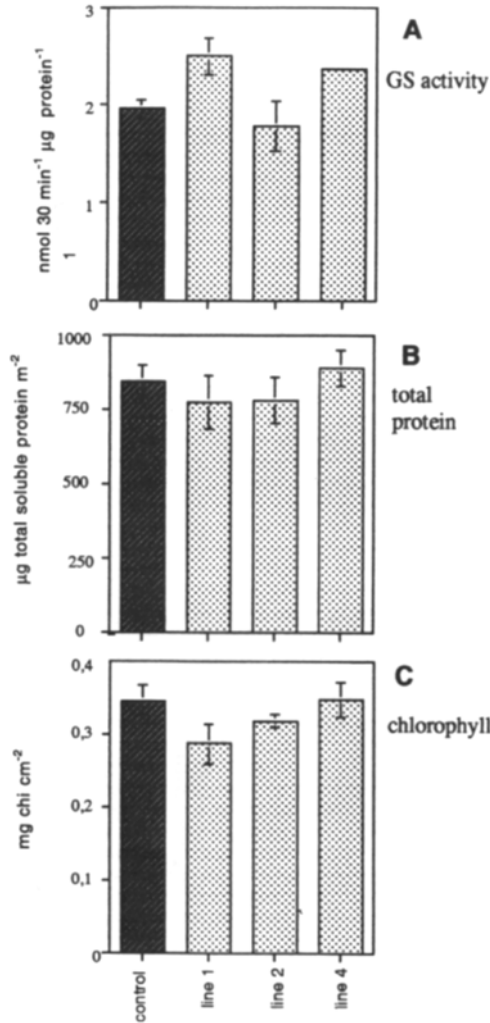 3
2
1
0
nmol 30 min⁻¹ µg protein⁻¹
1
A
GS activity
1000
750
500
250
0
µg total soluble protein m⁻²
B
total
protein
0,4
0,3
0,2
0,1
0
mg chl cm⁻²
C
chlorophyll
control
line 1
line 2
line 4